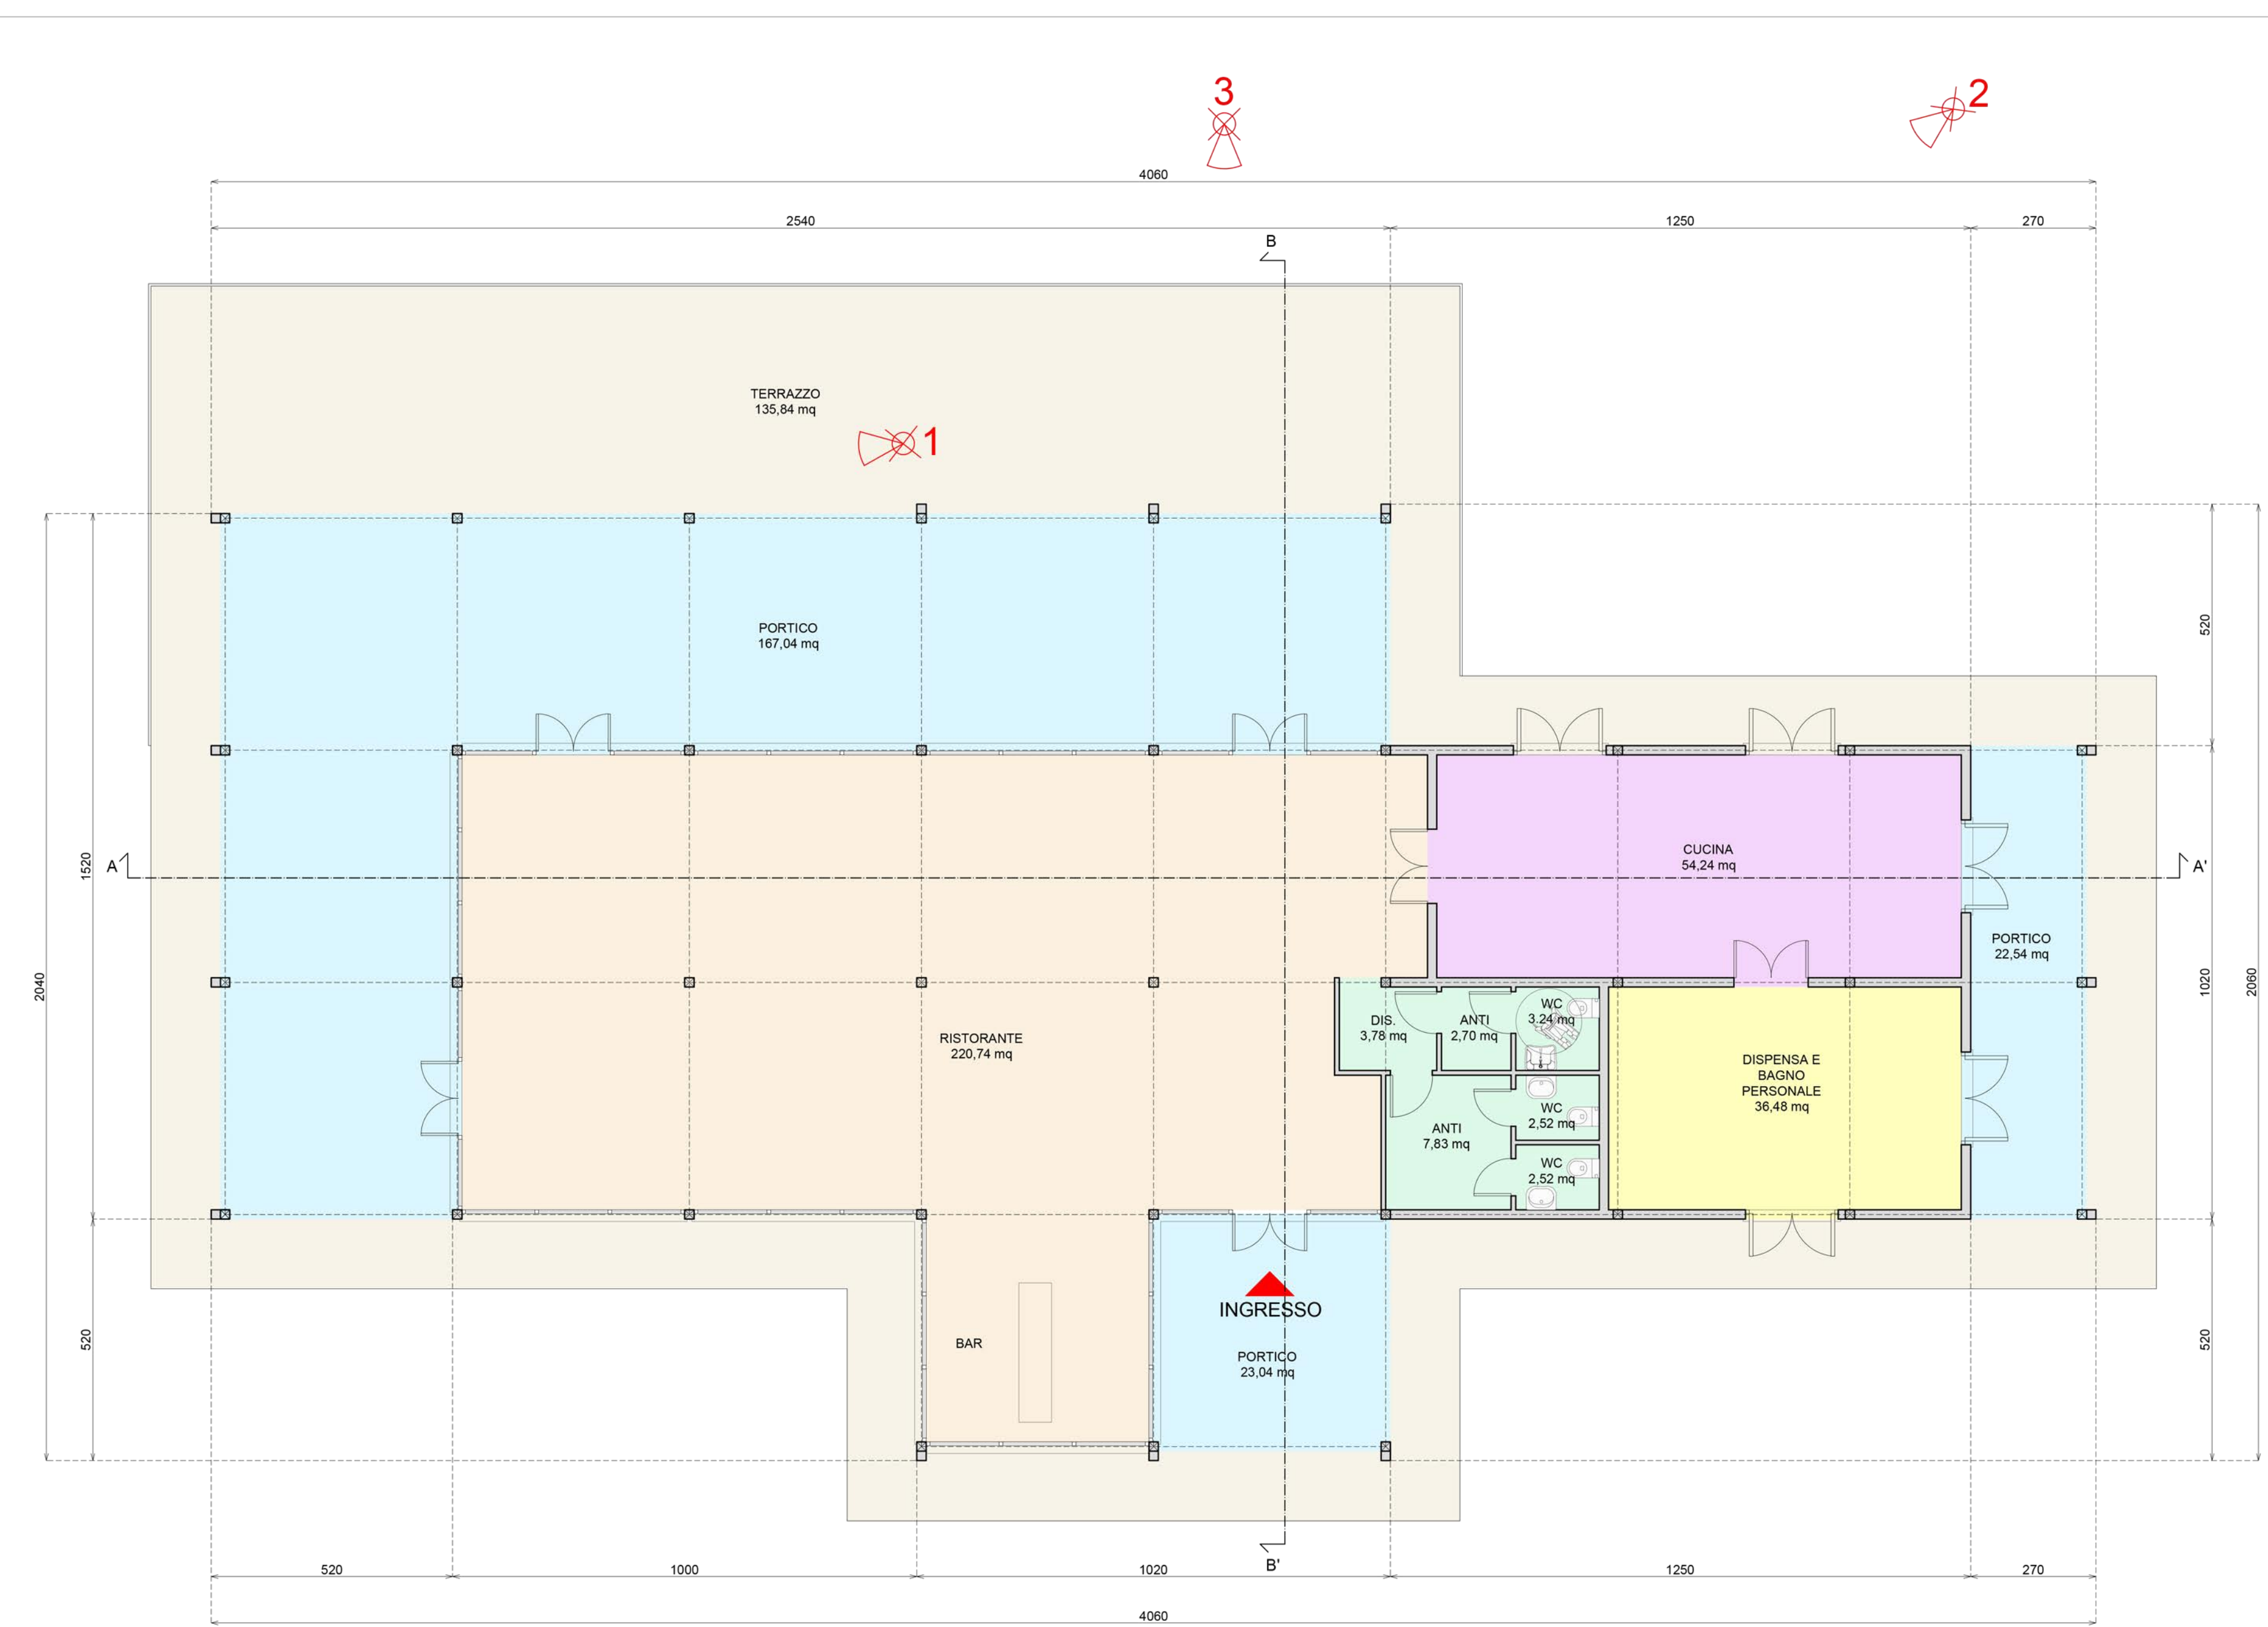 3
2
4060
2540
1250
270
B
TERRAZZO
135,84 mq
1
PORTICO
167,04 mq
520
1520
2040
A
CUCINA
54,24 mq
A'
PORTICO
22,54 mq
1020
2060
RISTORANTE
220,74 mq
DIS.
3,78 mq
ANTI
2,70 mq
WC
3.24 mq
DISPENSA E
BAGNO
PERSONALE
36,48 mq
WC
2,52 mq
ANTI
7,83 mq
WC
2,52 mq
INGRESSO
520
520
BAR
PORTICO
23,04 mq
B'
520
1000
1020
1250
270
4060